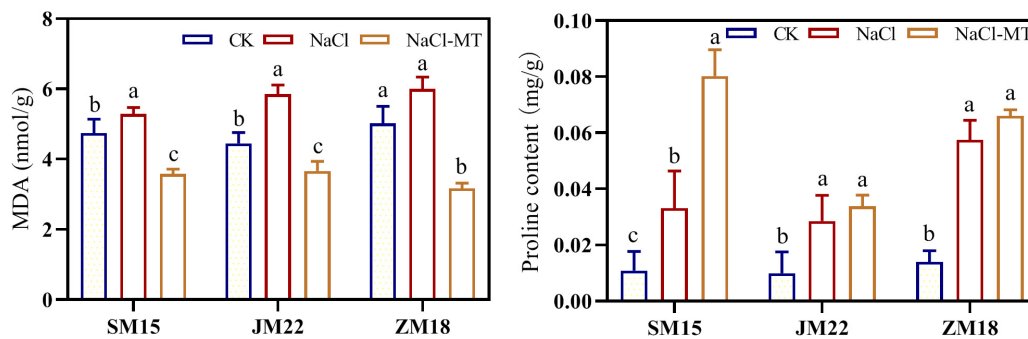 MDA (nmol/g)
8
6
4
2
0
CK NaCl NaCl-MT
b a c
b a c
a a b
SM15 JM22 ZM18
Proline content (mg/g)
0.10
0.08
0.06
0.04
0.02
0.00
CK NaCl NaCl-MT
c b a
b a a
b a a
SM15 JM22 ZM18